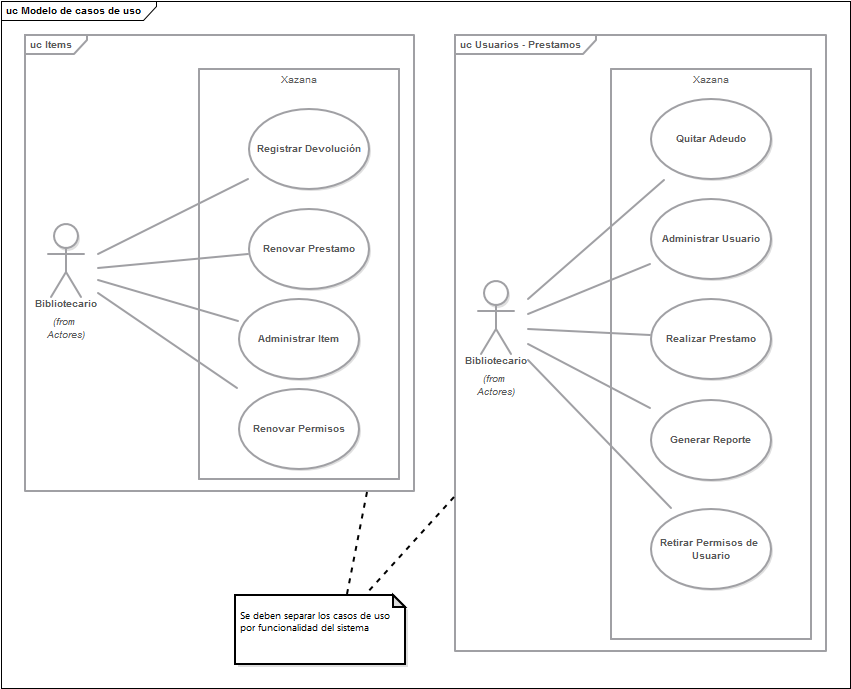 uc Modelo de casos de uso
uc Items
Xazana
Registrar Devolución
Renovar Prestamo
Administrar Item
Renovar Permisos
Bibliotecario
(from
Actores)
uc Usuarios - Prestamos
Xazana
Quitar Adeudo
Administrar Usuario
Realizar Prestamo
Generar Reporte
Retirar Permisos de
Usuario
Bibliotecario
(from
Actores)
Se deben separar los casos de uso
por funcionalidad del sistema